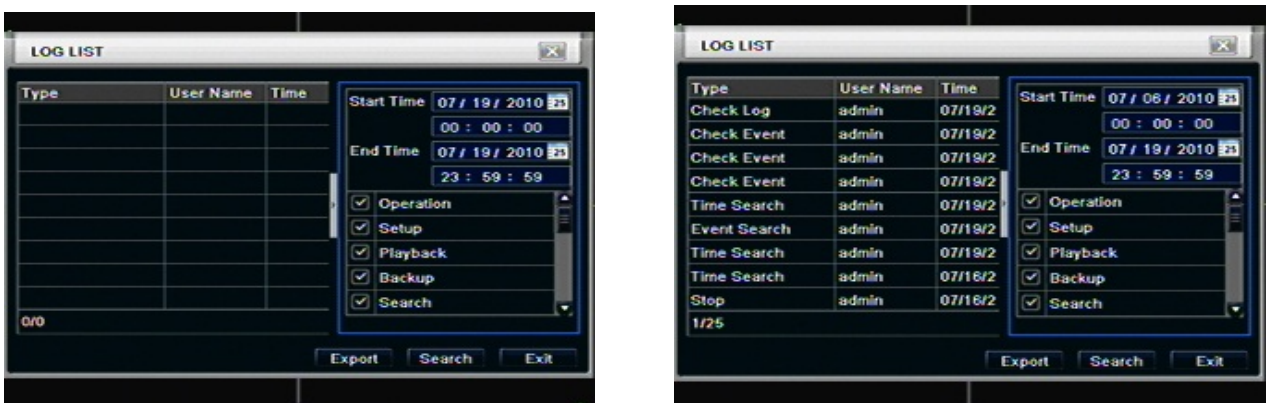 LOG LIST
Type User Name Time
0/0
Start Time 07 / 19 / 2010 25
00 : 00 : 00
End Time 07 / 19 / 2010 25
23 : 59 : 59
Operation
Setup
Playback
Backup
Search
Export Search Exit
LOG LIST
Type User Name Time
Check Log admin 07/19/2
Check Event admin 07/19/2
Check Event admin 07/19/2
Check Event admin 07/19/2
Time Search admin 07/19/2
Event Search admin 07/19/2
Time Search admin 07/19/2
Time Search admin 07/16/2
Stop admin 07/16/2
1/25
Start Time 07 / 06 / 2010 25
00 : 00 : 00
End Time 07 / 19 / 2010 25
23 : 59 : 59
Operation
Setup
Playback
Backup
Search
Export Search Exit